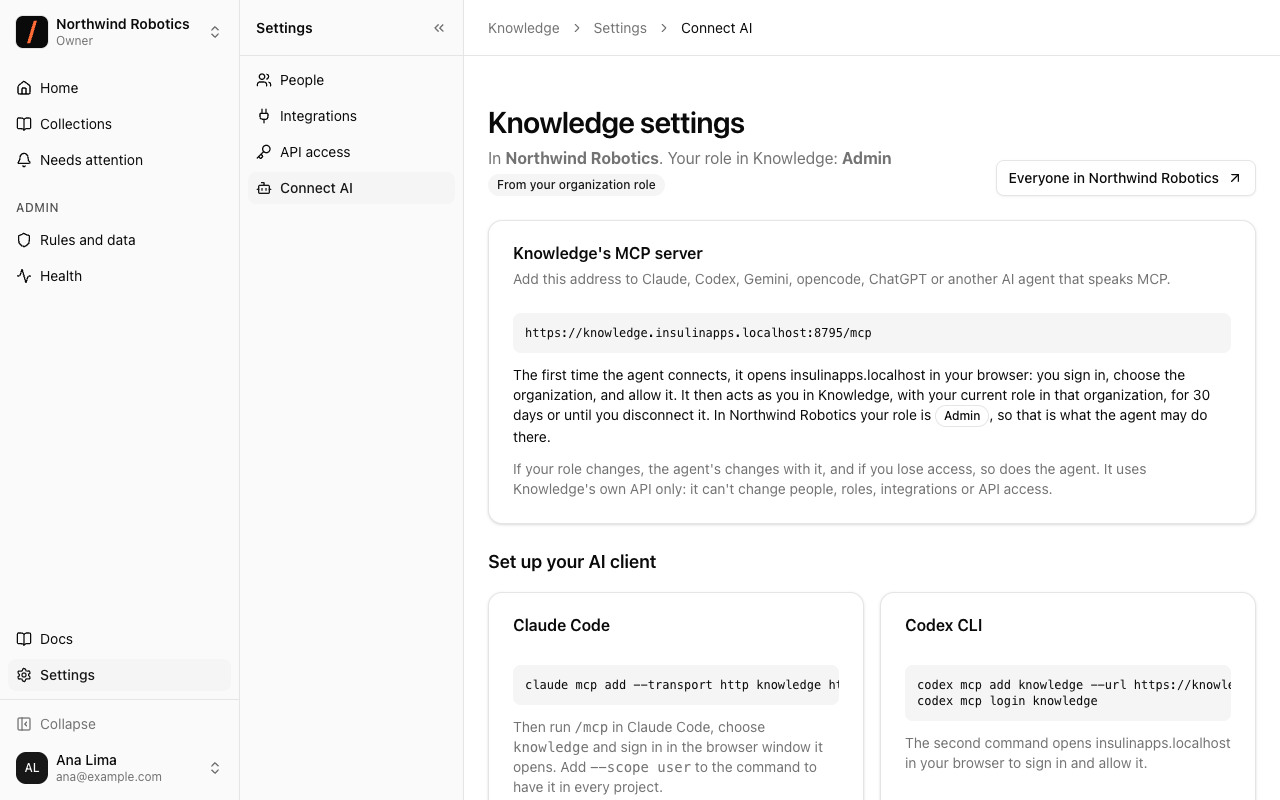 Northwind Robotics
Owner
Home
Collections
Needs attention
ADMIN
Rules and data
Health
Docs
Settings
Collapse
AL
Ana Lima
ana@example.com
Settings
People
Integrations
API access
Connect AI
Knowledge > Settings > Connect AI
Knowledge settings
In Northwind Robotics. Your role in Knowledge: Admin
From your organization role
Everyone in Northwind Robotics
Knowledge's MCP server
Add this address to Claude, Codex, Gemini, opencode, ChatGPT or another AI agent that speaks MCP.
https://knowledge.insulinapps.localhost:8795/mcp
The first time the agent connects, it opens insulinapps.localhost in your browser: you sign in, choose the
organization, and allow it. It then acts as you in Knowledge, with your current role in that organization, for 30
days or until you disconnect it. In Northwind Robotics your role is Admin, so that is what the agent may do
there.
If your role changes, the agent's changes with it, and if you lose access, so does the agent. It uses
Knowledge's own API only: it can't change people, roles, integrations or API access.
Set up your AI client
Claude Code
claude mcp add --transport http knowledge ht
Then run /mcp in Claude Code, choose
knowledge and sign in in the browser window it
opens. Add --scope user to the command to
have it in every project.
Codex CLI
codex mcp add knowledge --url https://knowle
codex mcp login knowledge
The second command opens insulinapps.localhost
in your browser to sign in and allow it.